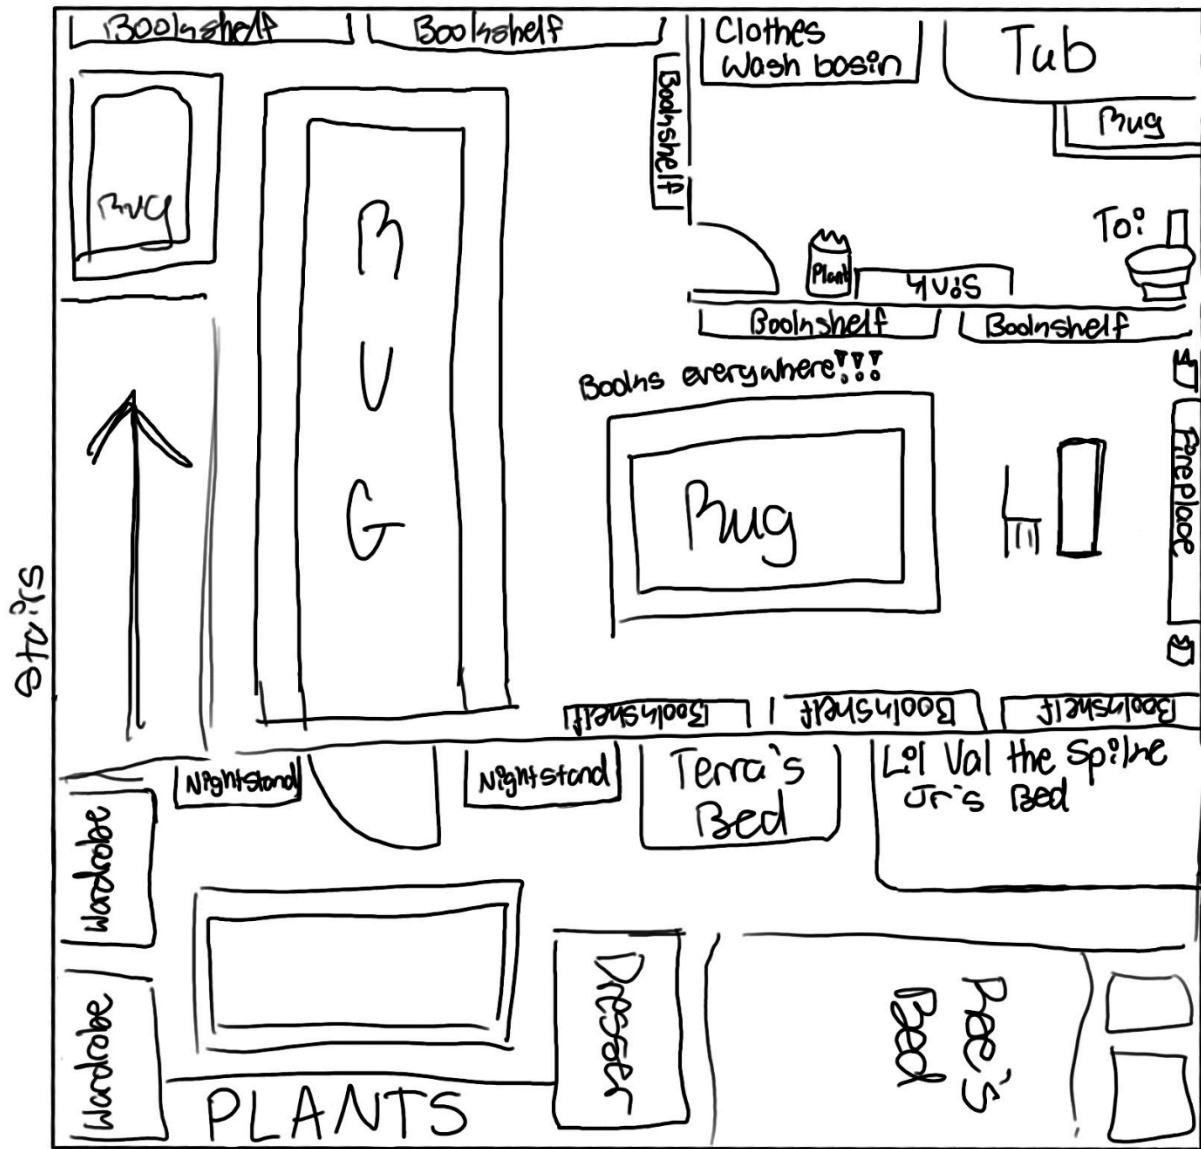 Bookshelf
Bookshelf
Clothes
Wash basin
Tub
Bookshelf
Rug
Rug
RUG
Toi
Plant
Sink
Bookshelf
Bookshelf
Books everywhere!!!
Fireplace
Rug
Stairs
Bookshelf
Bookshelf
Bookshelf
Nightstand
Nightstand
Terra's
Bed
Lil Val the Spike
Jr's Bed
Wardrobe
Wardrobe
Dresser
Rae's
Bed
PLANTS